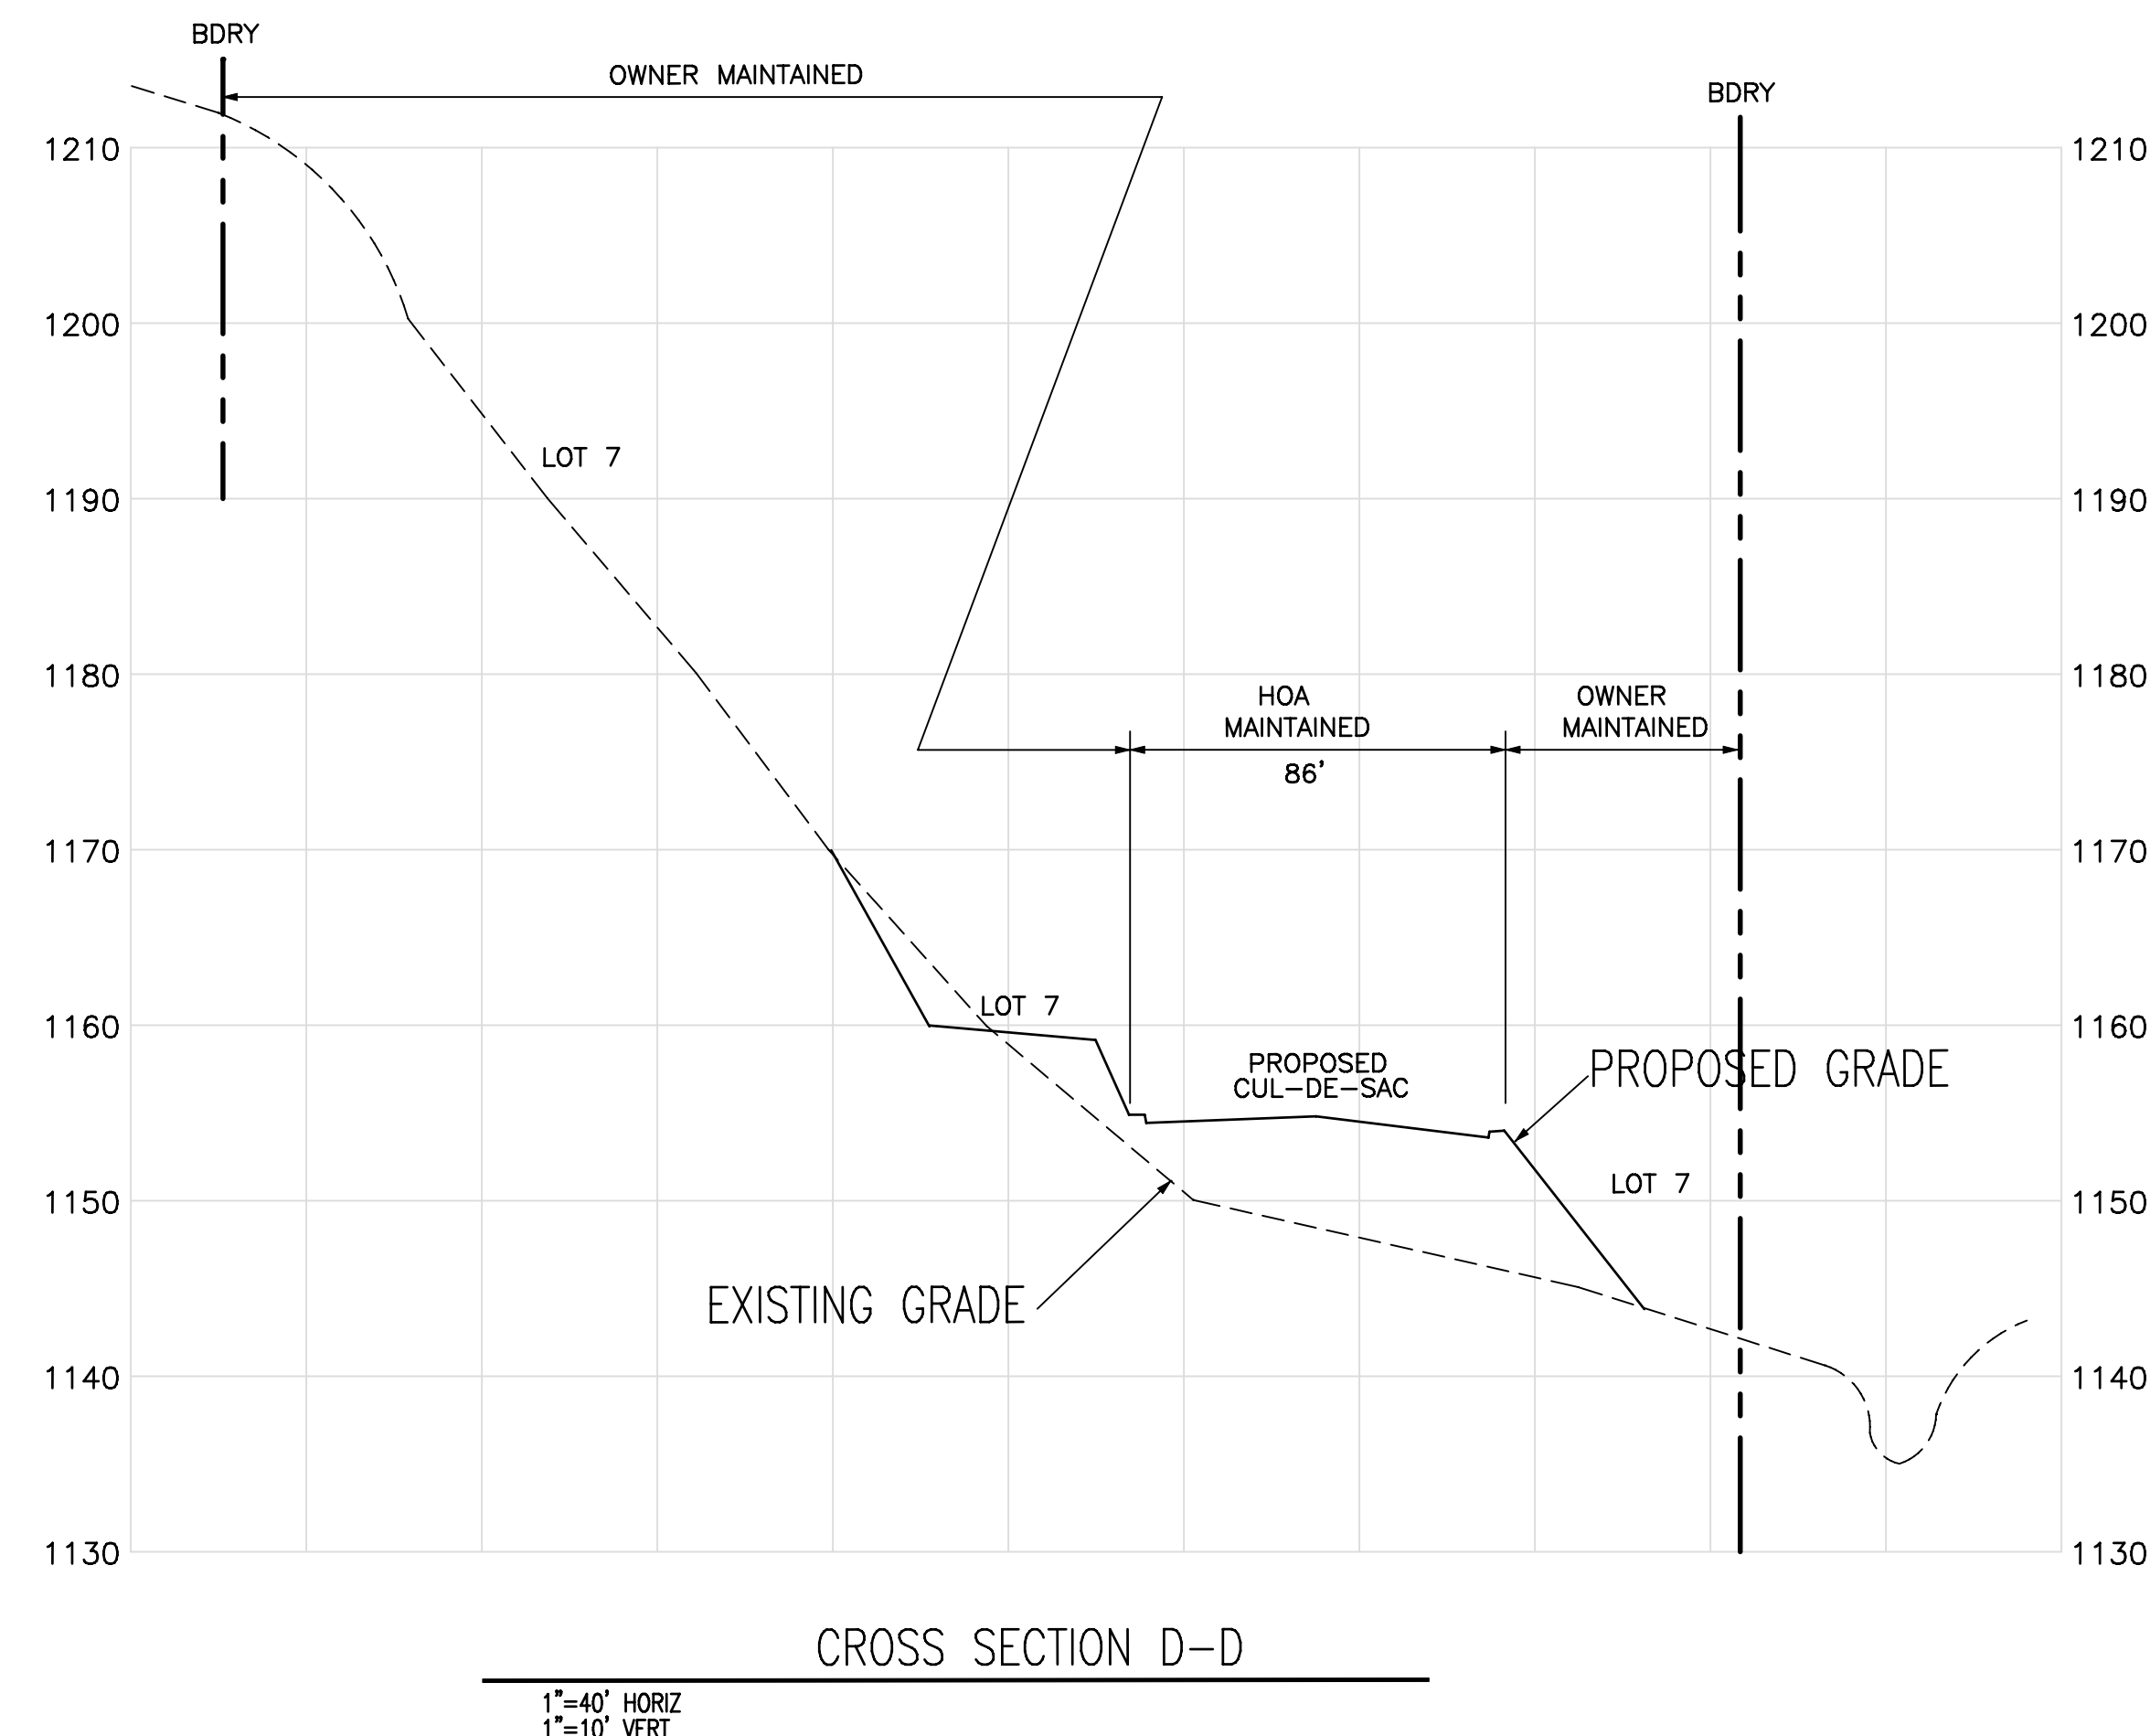 BDRY
OWNER MAINTAINED
BDRY
1210
1210
1200
1200
LOT 7
1190
1190
1180
1180
HOA
MAINTAINED
86'
OWNER
MAINTAINED
1170
1170
LOT 7
1160
1160
PROPOSED
CUL-DE-SAC
PROPOSED GRADE
LOT 7
1150
1150
EXISTING GRADE
1140
1140
1130
1130
CROSS SECTION D-D
1"=40' HORIZ
1"=10' VERT